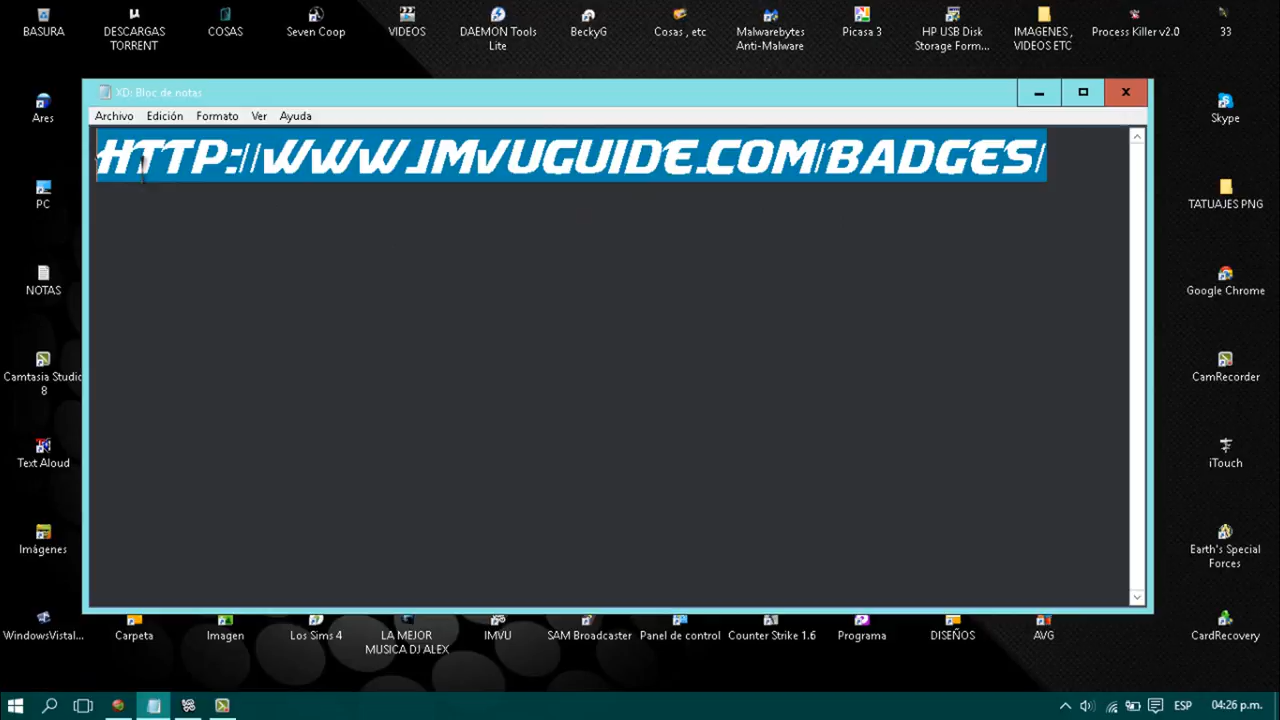 BASURA
DESCARGAS
TORRENT
COSAS
Seven Coop
VIDEOS
DAEMON Tools
Lite
BeckyG
Cosas , etc
Malwarebytes
Anti-Malware
Picasa 3
HP USB Disk
Storage Form...
IMAGENES ,
VIDEOS ETC
Process Killer v2.0
33
XD: Bloc de notas
Archivo Edición Formato Ver Ayuda
HTTP://WWW.IMVUGUIDE.COM/BADGES/
Ares
Skype
PC
TATUAJES PNG
NOTAS
Google Chrome
Camtasia Studio
8
CamRecorder
Text Aloud
iTouch
Imágenes
Earth's Special
Forces
WindowsVistal...
Carpeta
Imagen
Los Sims 4
LA MEJOR
MUSICA DJ ALEX
IMVU
SAM Broadcaster
Panel de control
Counter Strike 1.6
Programa
DISEÑOS
AVG
CardRecovery
ESP
04:26 p.m.